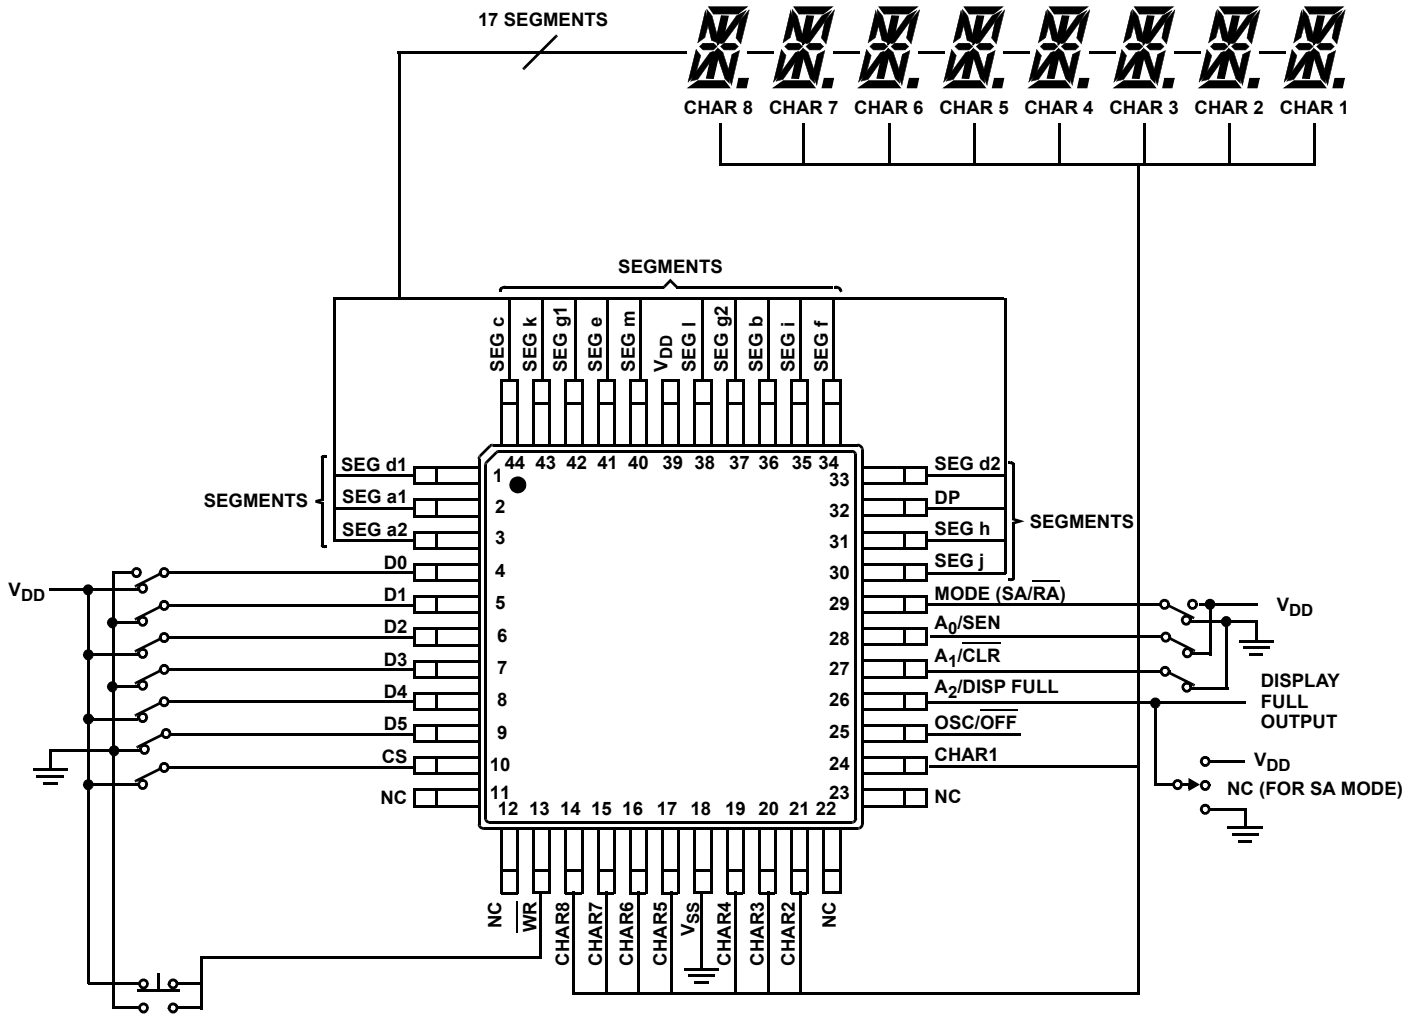 17 SEGMENTS
CHAR 8 CHAR 7 CHAR 6 CHAR 5 CHAR 4 CHAR 3 CHAR 2 CHAR 1
SEGMENTS
SEG c
SEG k
SEG g1
SEG e
SEG m
VDD
SEG l
SEG g2
SEG b
SEG i
SEG f
44 43 42 41 40 39 38 37 36 35 34
SEGMENTS
SEG d1 1
SEG a1 2
SEG a2 3
D0 4
D1 5
D2 6
D3 7
D4 8
D5 9
CS 10
NC 11
VDD
33 SEG d2
32 DP
31 SEG h
30 SEG j
SEGMENTS
29 MODE (SA/RA)
28 A0/SEN
27 A1/CLR
26 A2/DISP FULL
25 OSC/OFF
24 CHAR1
23 NC
VDD
DISPLAY
FULL
OUTPUT
VDD
NC (FOR SA MODE)
12 13 14 15 16 17 18 19 20 21 22
NC
WR
CHAR8
CHAR7
CHAR6
CHAR5
VSS
CHAR4
CHAR3
CHAR2
NC